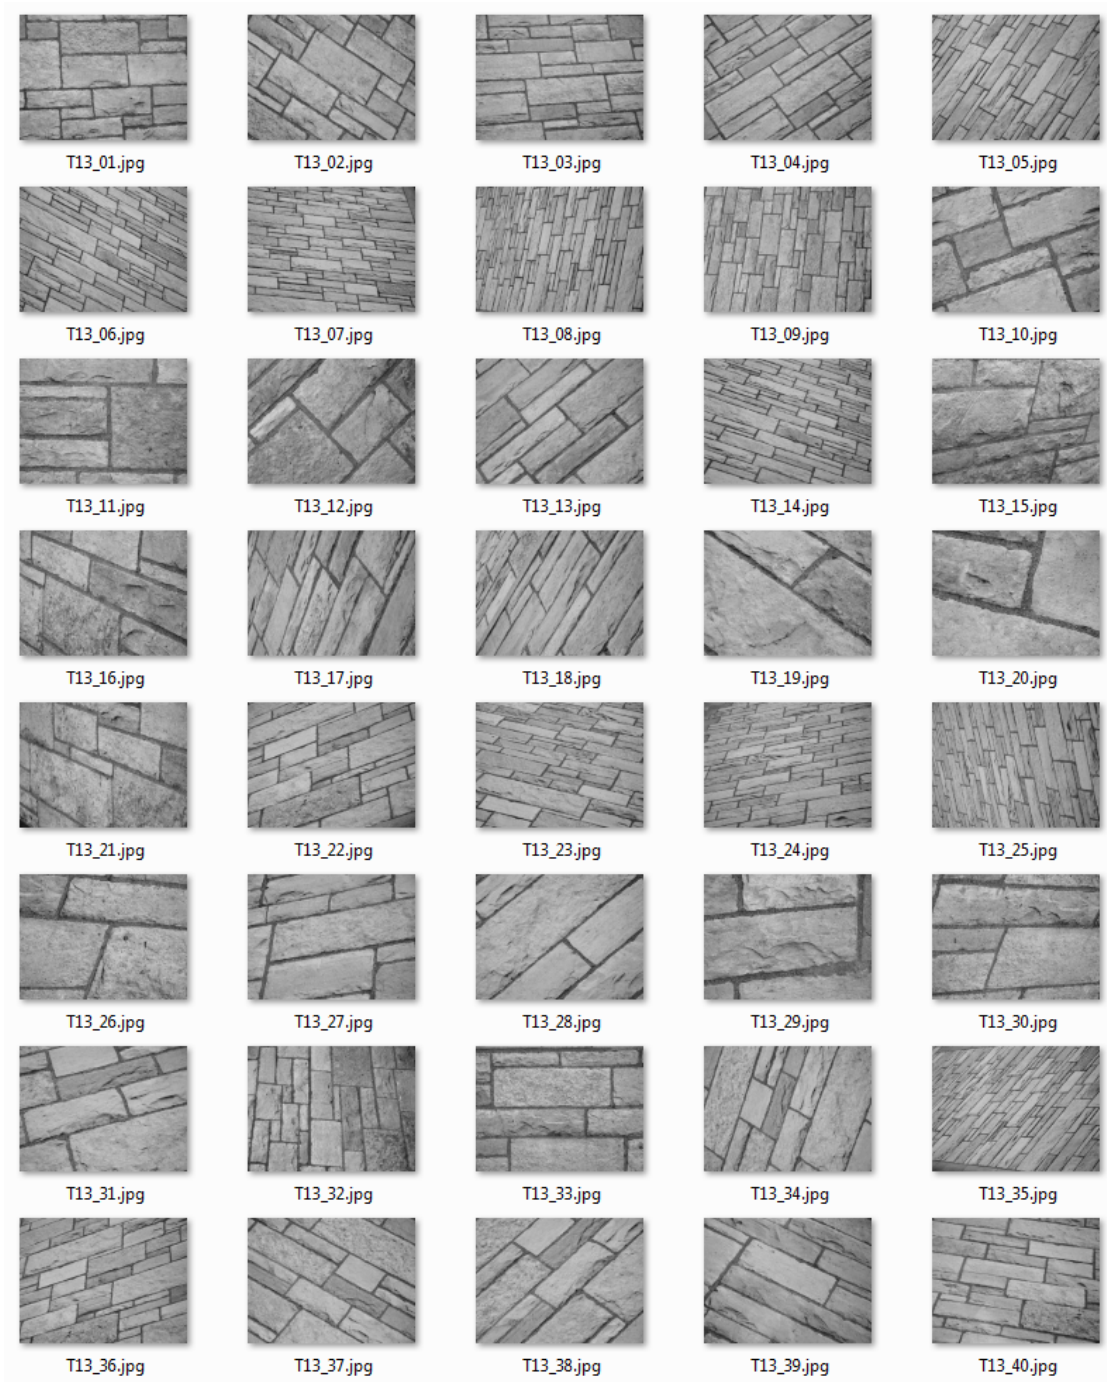 T13_01.jpg T13_02.jpg T13_03.jpg T13_04.jpg T13_05.jpg
T13_06.jpg T13_07.jpg T13_08.jpg T13_09.jpg T13_10.jpg
T13_11.jpg T13_12.jpg T13_13.jpg T13_14.jpg T13_15.jpg
T13_16.jpg T13_17.jpg T13_18.jpg T13_19.jpg T13_20.jpg
T13_21.jpg T13_22.jpg T13_23.jpg T13_24.jpg T13_25.jpg
T13_26.jpg T13_27.jpg T13_28.jpg T13_29.jpg T13_30.jpg
T13_31.jpg T13_32.jpg T13_33.jpg T13_34.jpg T13_35.jpg
T13_36.jpg T13_37.jpg T13_38.jpg T13_39.jpg T13_40.jpg